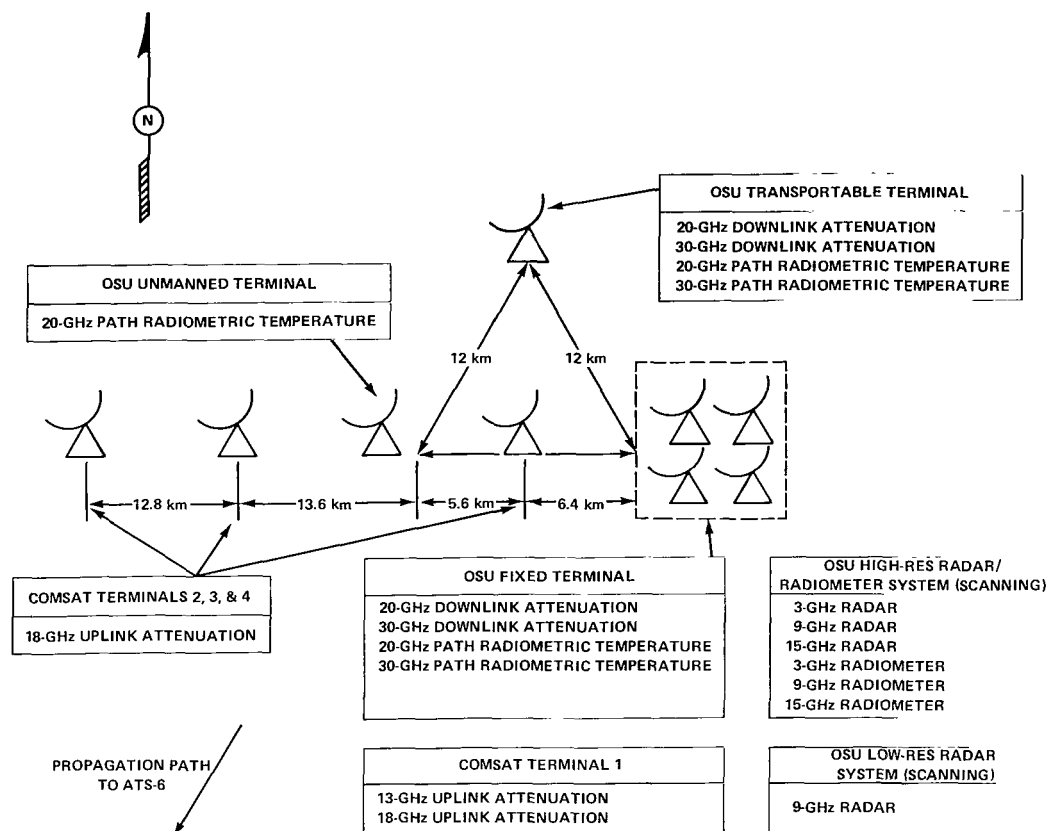 N
OSU TRANSPORTABLE TERMINAL
20-GHz DOWNLINK ATTENUATION
30-GHz DOWNLINK ATTENUATION
20-GHz PATH RADIOMETRIC TEMPERATURE
30-GHz PATH RADIOMETRIC TEMPERATURE
OSU UNMANNED TERMINAL
20-GHz PATH RADIOMETRIC TEMPERATURE
12 km
12 km
12.8 km
13.6 km
5.6 km
6.4 km
COMSAT TERMINALS 2, 3, & 4
18-GHz UPLINK ATTENUATION
OSU FIXED TERMINAL
20-GHz DOWNLINK ATTENUATION
30-GHz DOWNLINK ATTENUATION
20-GHz PATH RADIOMETRIC TEMPERATURE
30-GHz PATH RADIOMETRIC TEMPERATURE
OSU HIGH-RES RADAR/
RADIOMETER SYSTEM (SCANNING)
3-GHz RADAR
9-GHz RADAR
15-GHz RADAR
3-GHz RADIOMETER
9-GHz RADIOMETER
15-GHz RADIOMETER
PROPAGATION PATH
TO ATS-6
COMSAT TERMINAL 1
13-GHz UPLINK ATTENUATION
18-GHz UPLINK ATTENUATION
OSU LOW-RES RADAR
SYSTEM (SCANNING)
9-GHz RADAR